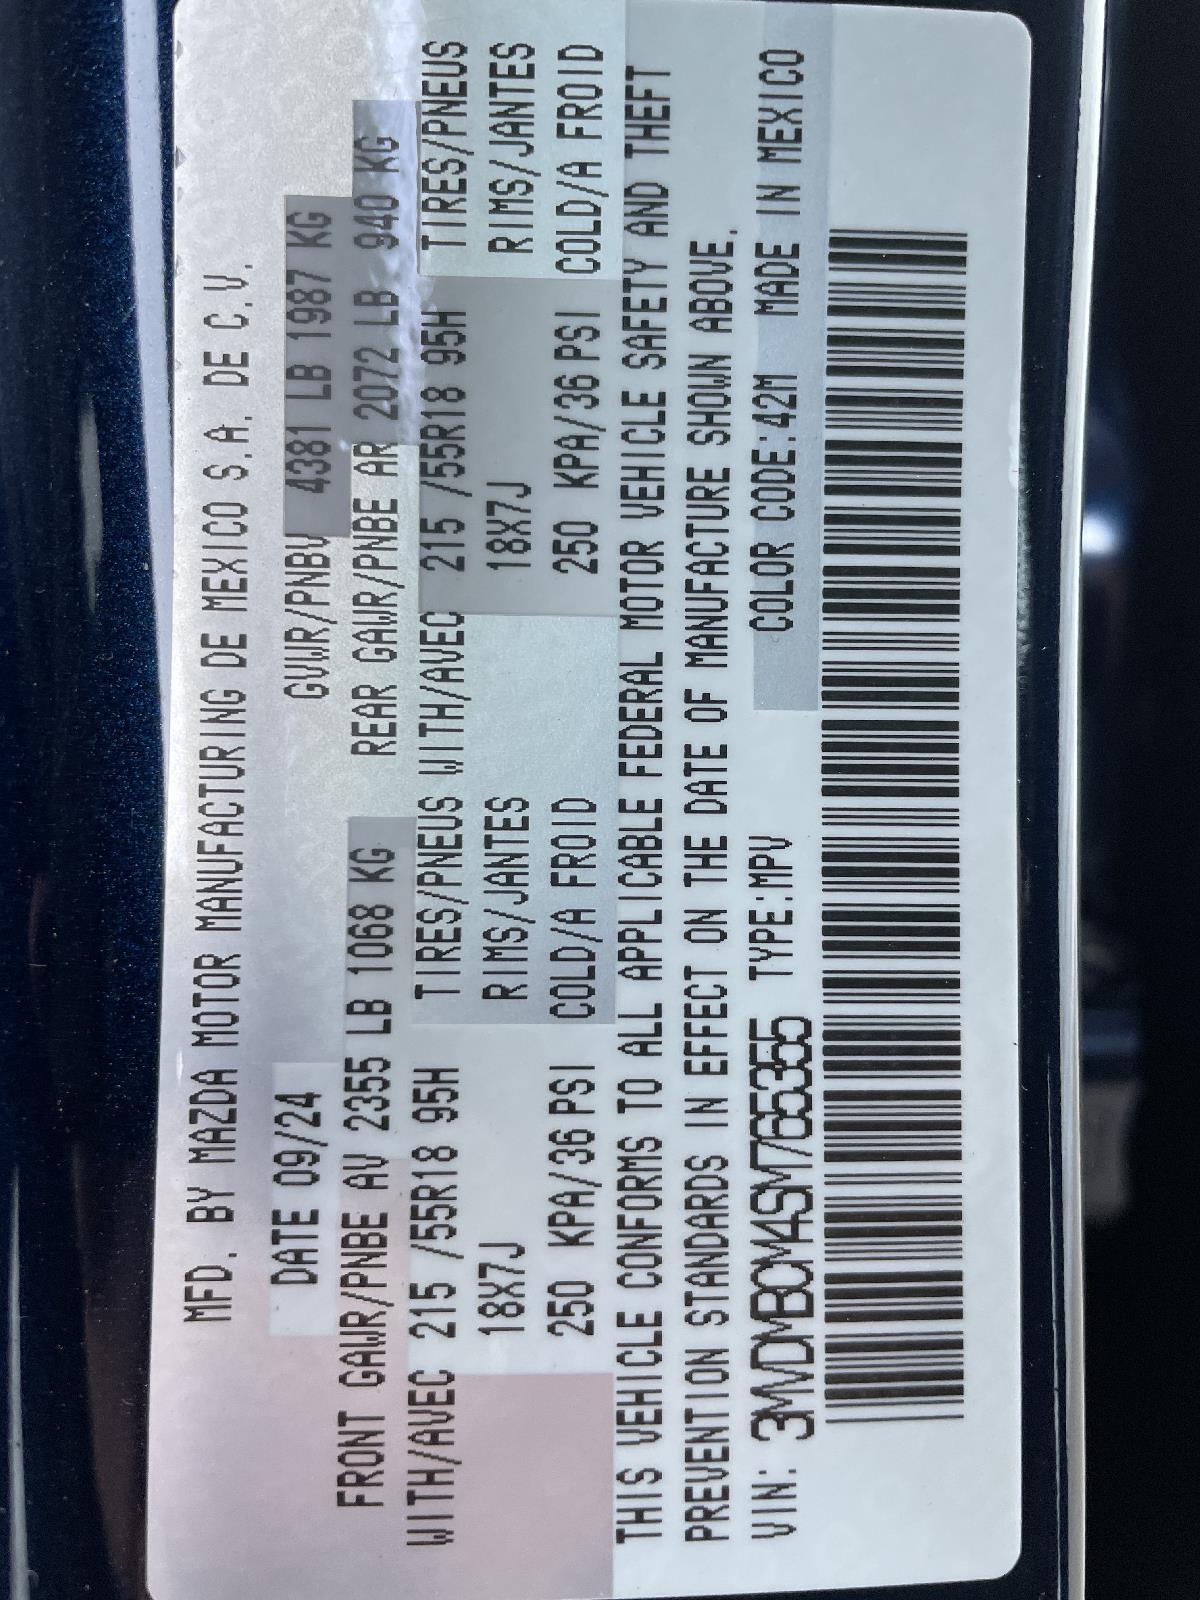 MFD. BY MAZDA MOTOR MANUFACTURING DE MEXICO S.A. DE C.V.
DATE 09/24 GVWR/PNBV 4381 LB 1987 KG
FRONT GAWR/PNBE AV 2355 LB 1068 KG REAR GAWR/PNBE AR 2072 LB 940 KG
WITH/AVEC 215 /55R18 95H TIRES/PNEUS WITH/AVEC 215 /55R18 95H TIRES/PNEUS
18X7J RIMS/JANTES 18X7J RIMS/JANTES
250 KPA/36 PSI COLD/A FROID 250 KPA/36 PSI COLD/A FROID
THIS VEHICLE CONFORMS TO ALL APPLICABLE FEDERAL MOTOR VEHICLE SAFETY AND THEFT
PREVENTION STANDARDS IN EFFECT ON THE DATE OF MANUFACTURE SHOWN ABOVE.
VIN: 3MVDMBCM4SM765355 TYPE:MPV COLOR CODE:42M MADE IN MEXICO